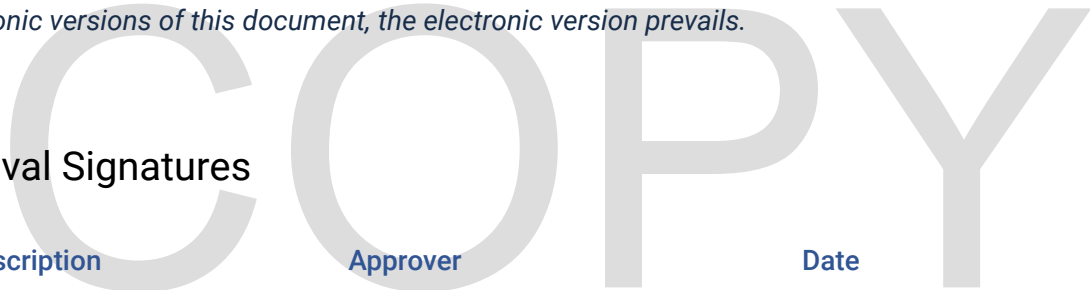 onic versions of this document, the electronic version prevails.
COPY
val Signatures
scription Approver Date